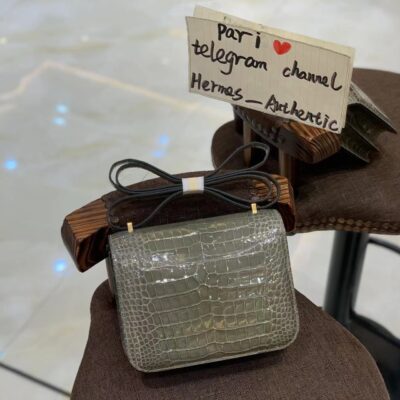 pari ❤
telegram channel
Hermes_Authentic